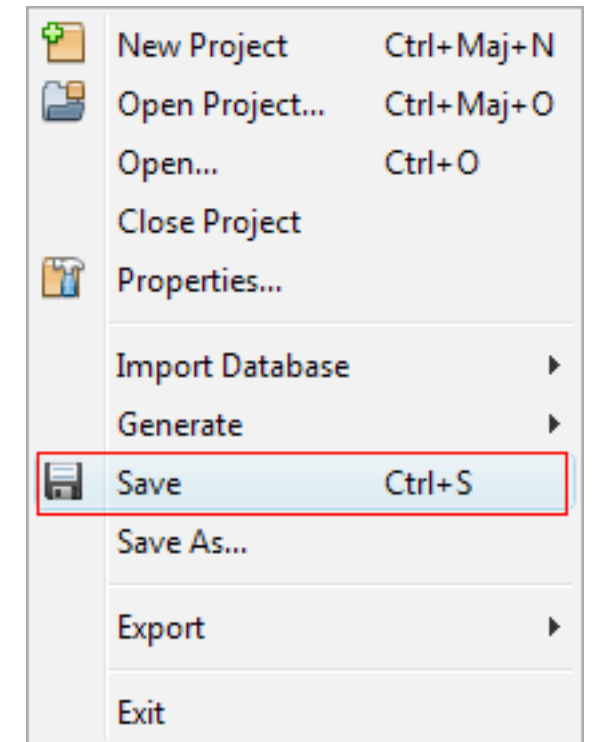 New Project Ctrl+Maj+N
Open Project... Ctrl+Maj+O
Open... Ctrl+O
Close Project
Properties...
Import Database
Generate
Save Ctrl+S
Save As...
Export
Exit